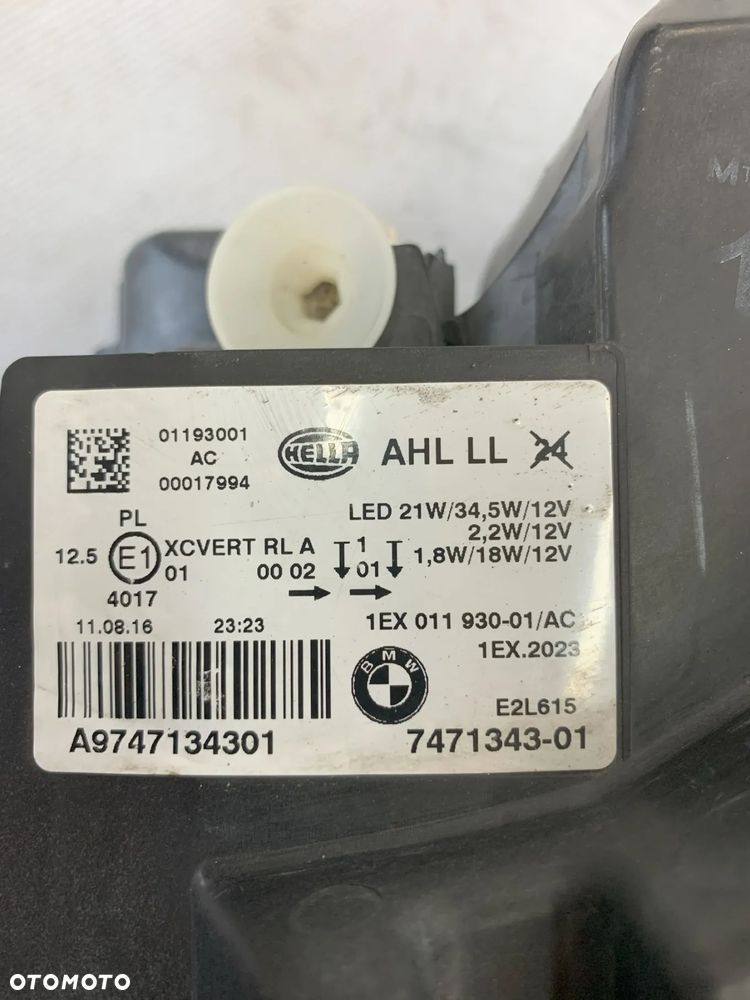 01193001
AC
00017994
HELLA
AHL LL 24
LED 21W/34,5W/12V
2,2W/12V
1,8W/18W/12V
PL
12.5 E1 XCVERT RL A 1
01 00 02 01
4017
11.08.16 23:23
1EX 011 930-01/AC
1EX.2023
BMW
E2L615
A9747134301
7471343-01
OTOMOTO